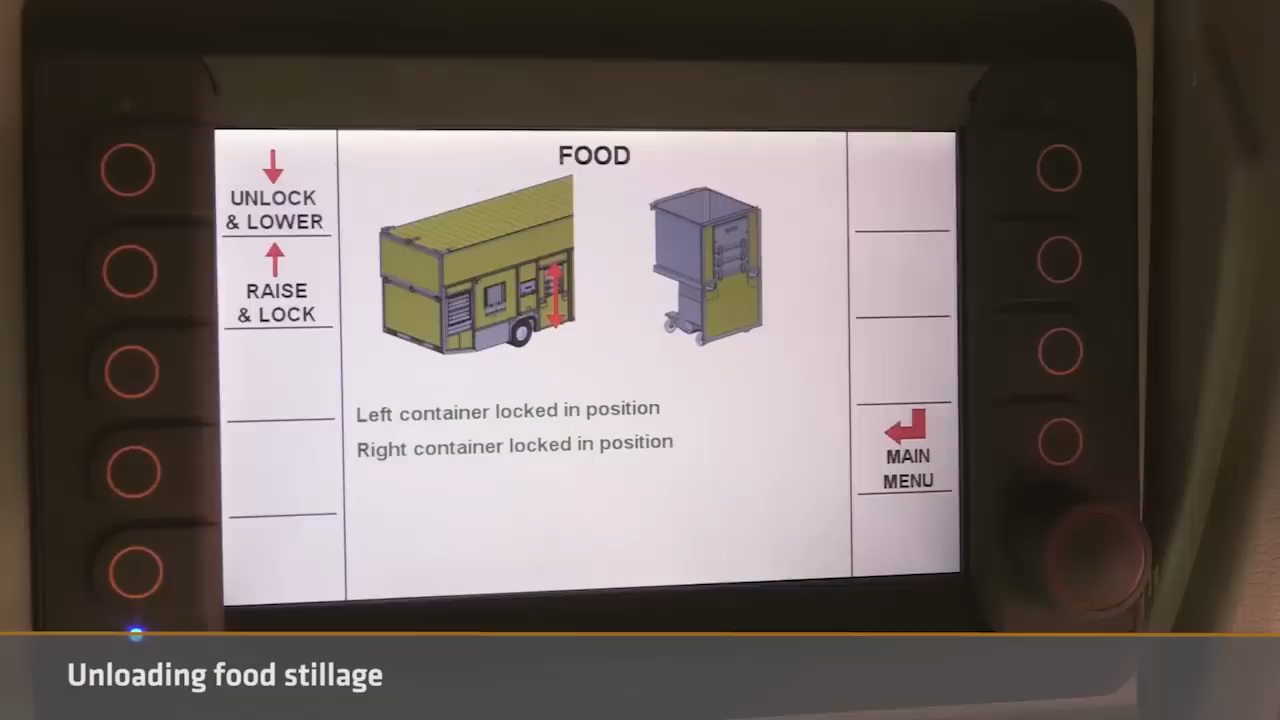 FOOD
UNLOCK
& LOWER
RAISE
& LOCK
Left container locked in position
Right container locked in position
MAIN
MENU
Unloading food stillage